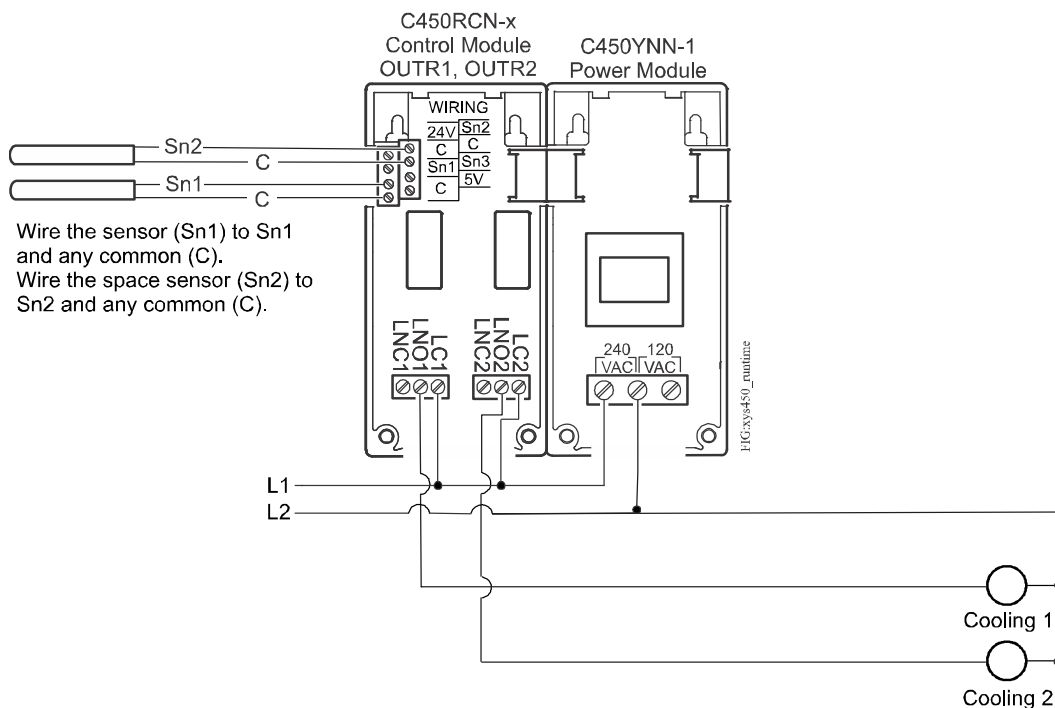 C450RCN-x
Control Module
OUTR1, OUTR2
C450YNN-1
Power Module
WIRING
24V Sn2
C C
Sn1 Sn3
C 5V
Sn2
C
Sn1
C
Wire the sensor (Sn1) to Sn1
and any common (C).
Wire the space sensor (Sn2) to
Sn2 and any common (C).
LNC1
LNO1
LC1
LNC2
LNO2
LC2
240
VAC
120
VAC
FIG:xys450_runtime
L1
L2
Cooling 1
Cooling 2